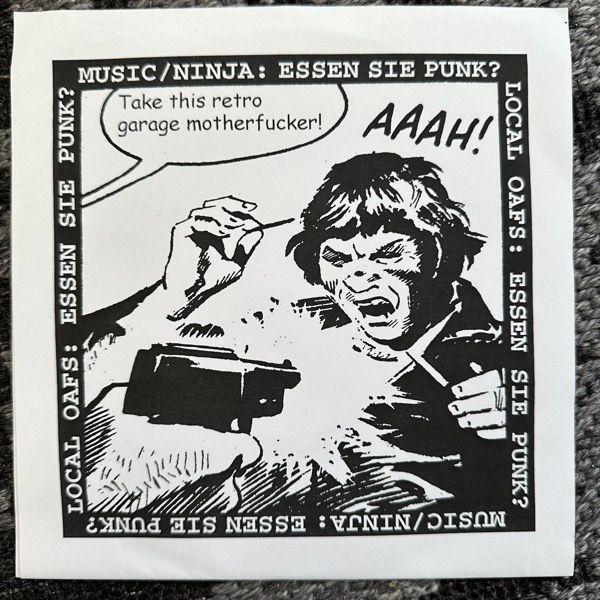 MUSIC/NINJA: ESSEN SIE PUNK?
Take this retro
garage motherfucker!
AAAH!
LOCAL OAFS: ESSEN SIE PUNK?
MUSIC/NINJA: ESSEN SIE PUNK?
LOCAL OAFS: ESSEN SIE PUNK?